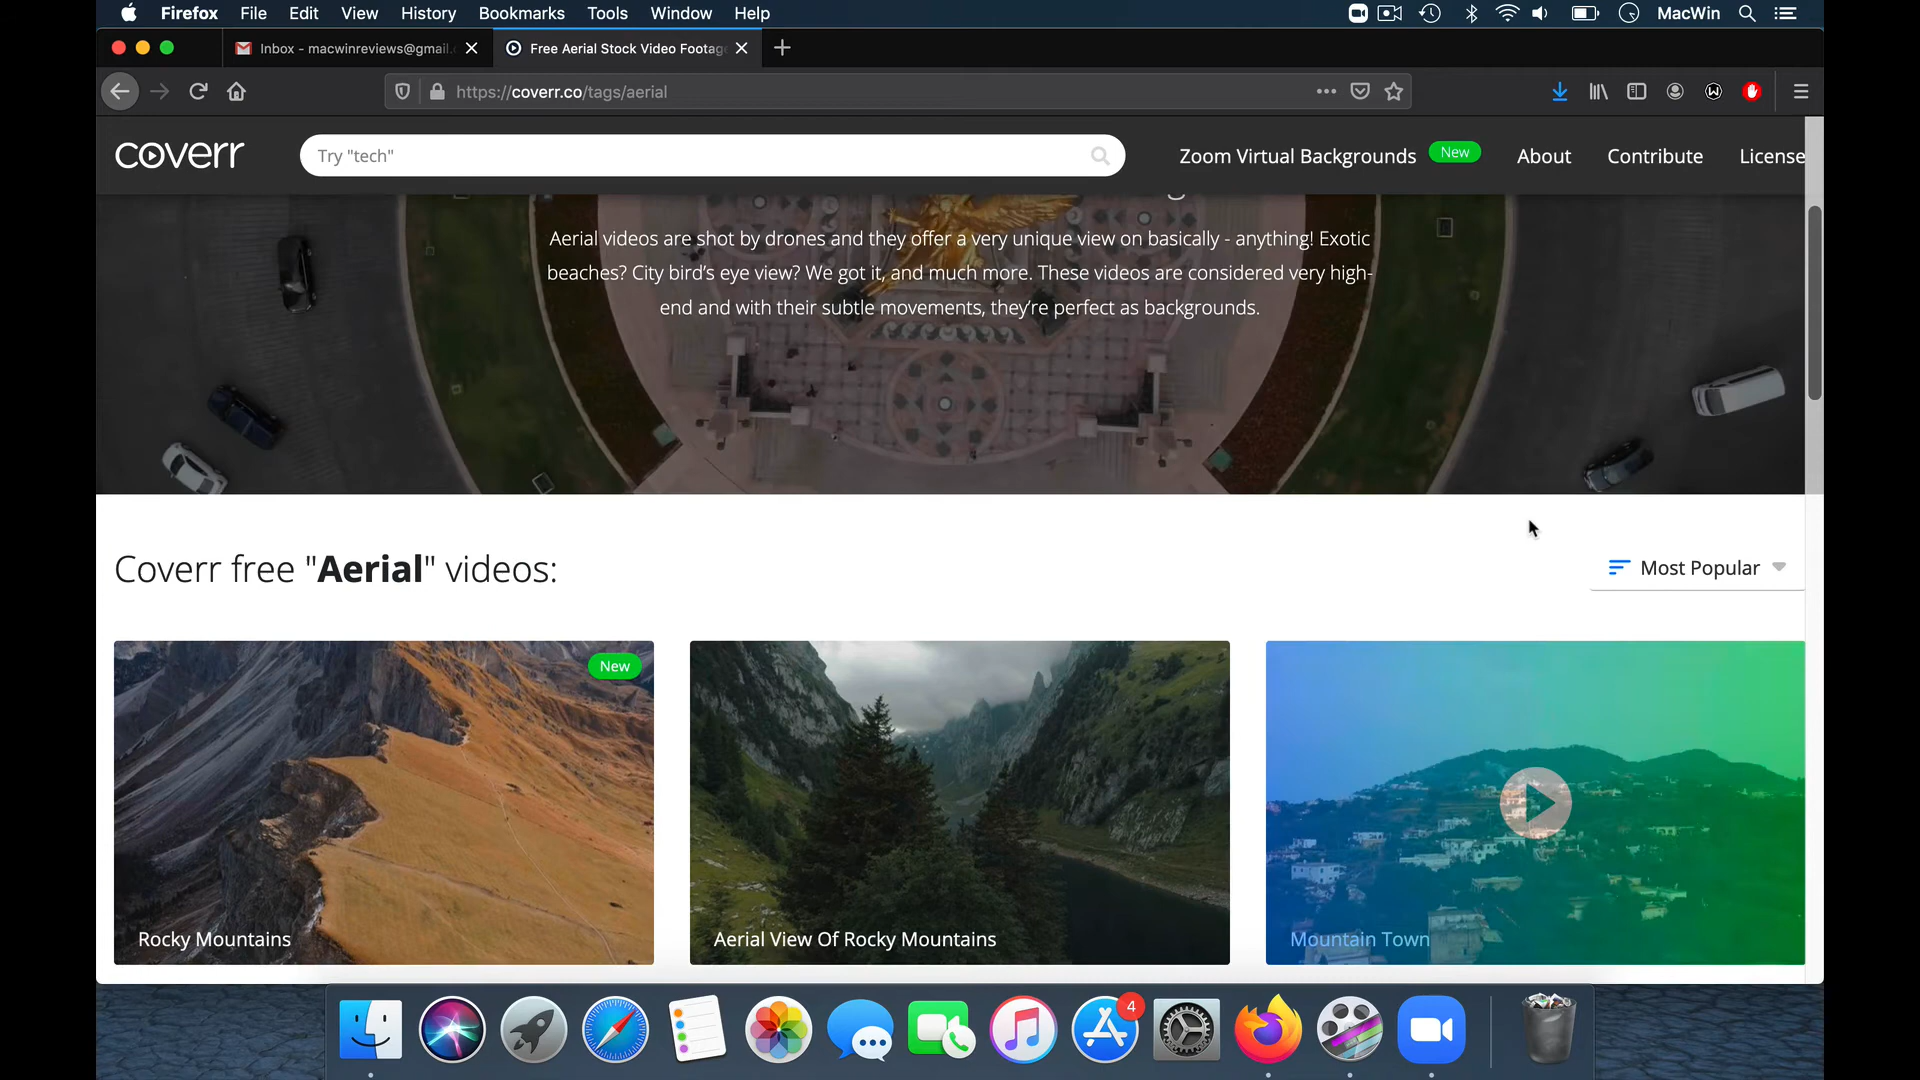 Firefox File Edit View History Bookmarks Tools Window Help MacWin
Inbox - macwinreviews@gmail.c Free Aerial Stock Video Footage
https://coverr.co/tags/aerial
coverr Try "tech" Zoom Virtual Backgrounds New About Contribute License
Aerial videos are shot by drones and they offer a very unique view on basically - anything! Exotic
beaches? City bird’s eye view? We got it, and much more. These videos are considered very high-
end and with their subtle movements, they’re perfect as backgrounds.
Coverr free "Aerial" videos: Most Popular
New
Rocky Mountains Aerial View Of Rocky Mountains Mountain Town
4